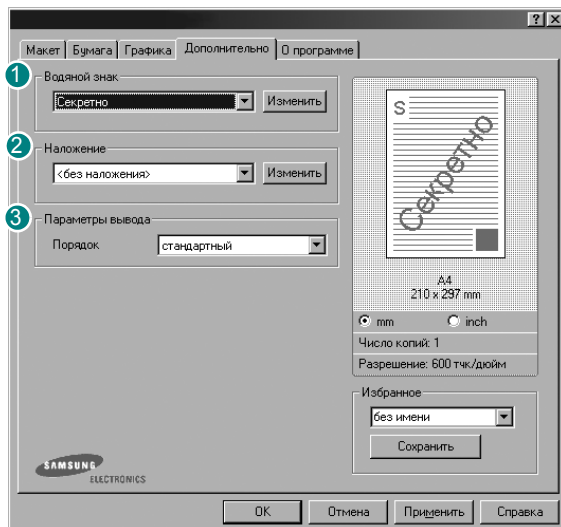 Макет Бумага Графика Дополнительно О программе
1 Водяной знак
Секретно Изменить
2 Наложение
<без наложения> Изменить
3 Параметры вывода
Порядок стандартный
S
Секретно
A4
210 x 297 mm
mm inch
Число копий: 1
Разрешение: 600 тчк/дюйм
Избранное
без имени
Сохранить
SAMSUNG
ELECTRONICS
OK Отмена Применить Справка